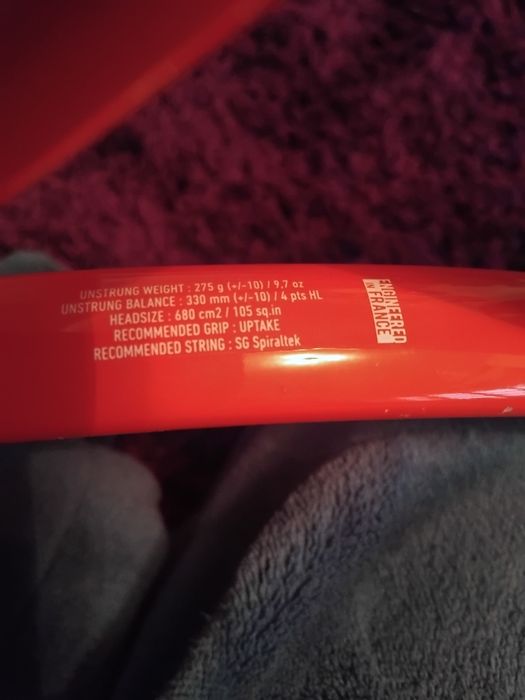 UNSTRUNG WEIGHT : 275 g (+/-10) / 9,7 oz
UNSTRUNG BALANCE : 330 mm (+/-10) / 4 pts HL
HEADSIZE : 680 cm2 / 105 sq.in
RECOMMENDED GRIP : UPTAKE
RECOMMENDED STRING : SG Spiraltek
ENGINEERED
IN FRANCE